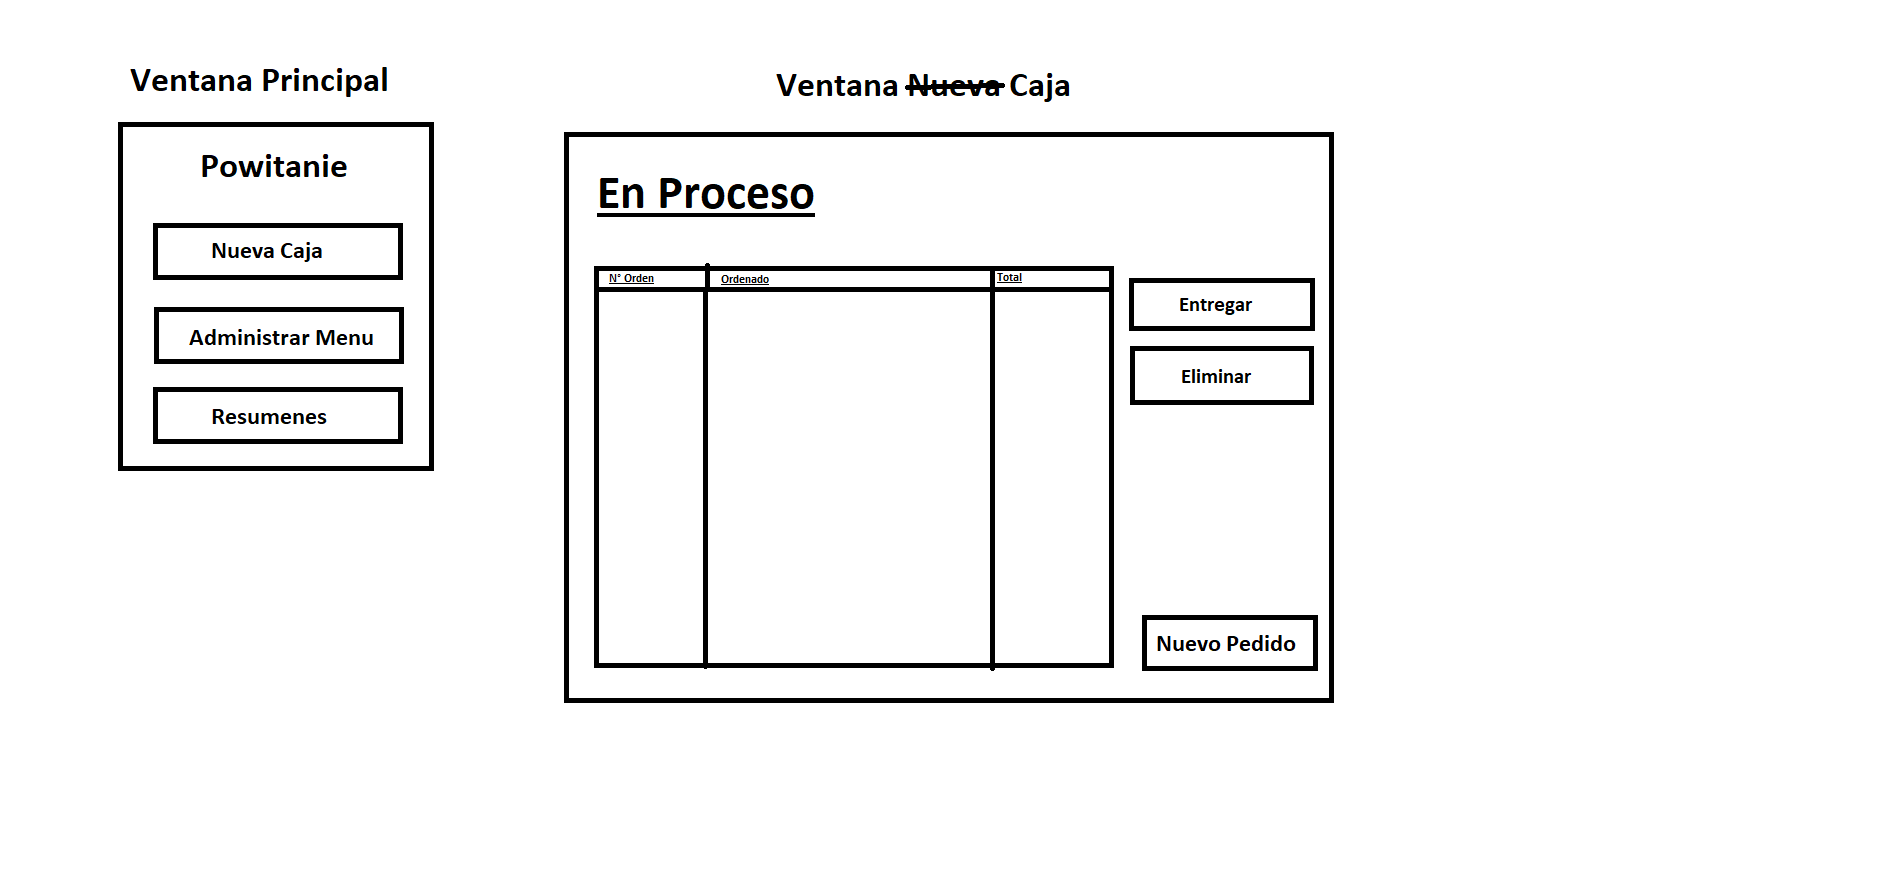 Ventana Principal
Powitanie
Nueva Caja
Administrar Menu
Resumenes
Ventana Nueva Caja
En Proceso
N° Orden Ordenado Total
Entregar
Eliminar
Nuevo Pedido